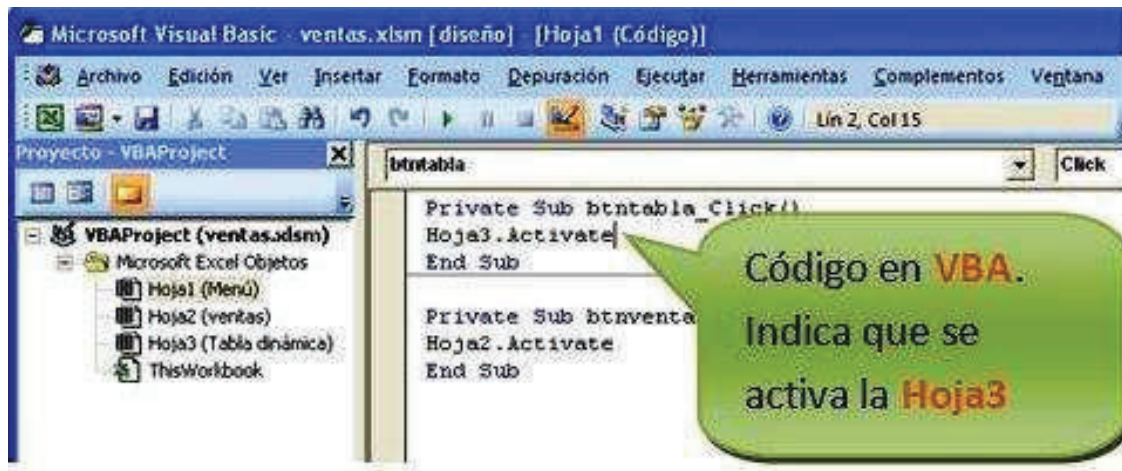 Microsoft Visual Basic - ventas.xlsm [diseño] - [Hoja1 (Código)]
Archivo Edición Ver Insertar Formato Depuración Ejecutar Herramientas Complementos Ventana
Lín 2, Col 15
Proyecto - VBAProject
btntabla
Click
VBAProject (ventas.xlsm)
Microsoft Excel Objetos
Hoja1 (Menú)
Hoja2 (ventas)
Hoja3 (Tabla dinámica)
ThisWorkbook
Private Sub btntabla_Click()
Hoja3.Activate
End Sub
Private Sub btnventa
Hoja2.Activate
End Sub
Código en VBA.
Indica que se
activa la Hoja3